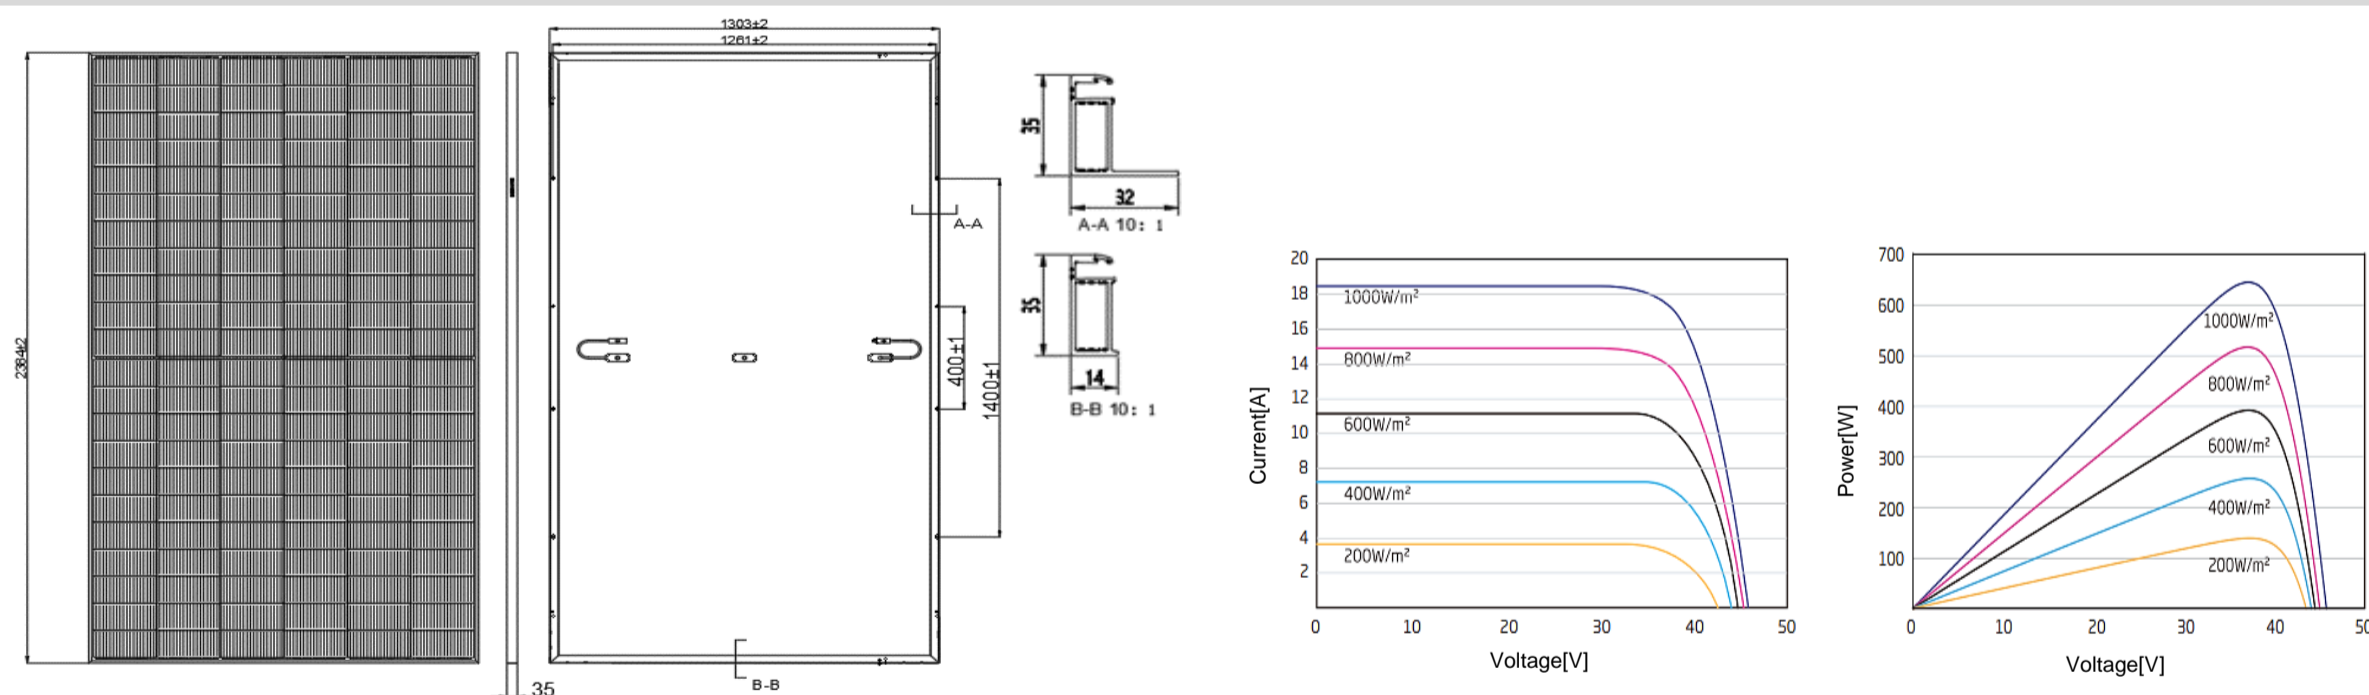 1303±2
1261±2
2384±2
35
A-A
400±1
1400±1
B-B
35
32
A-A 10: 1
35
14
B-B 10: 1
Current[A]
20
18
16
14
12
10
8
6
4
2
1000W/m²
800W/m²
600W/m²
400W/m²
200W/m²
0 10 20 30 40 50
Voltage[V]
Power[W]
700
600
500
400
300
200
100
1000W/m²
800W/m²
600W/m²
400W/m²
200W/m²
0 10 20 30 40 50
Voltage[V]